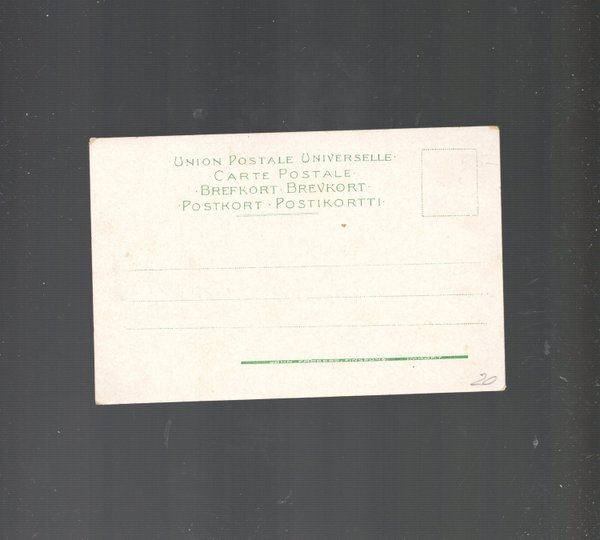 · UNION POSTALE UNIVERSELLE ·
CARTE POSTALE ·
· BREFKORT · BREVKORT ·
· POSTKORT · POSTIKORTTI ·
20